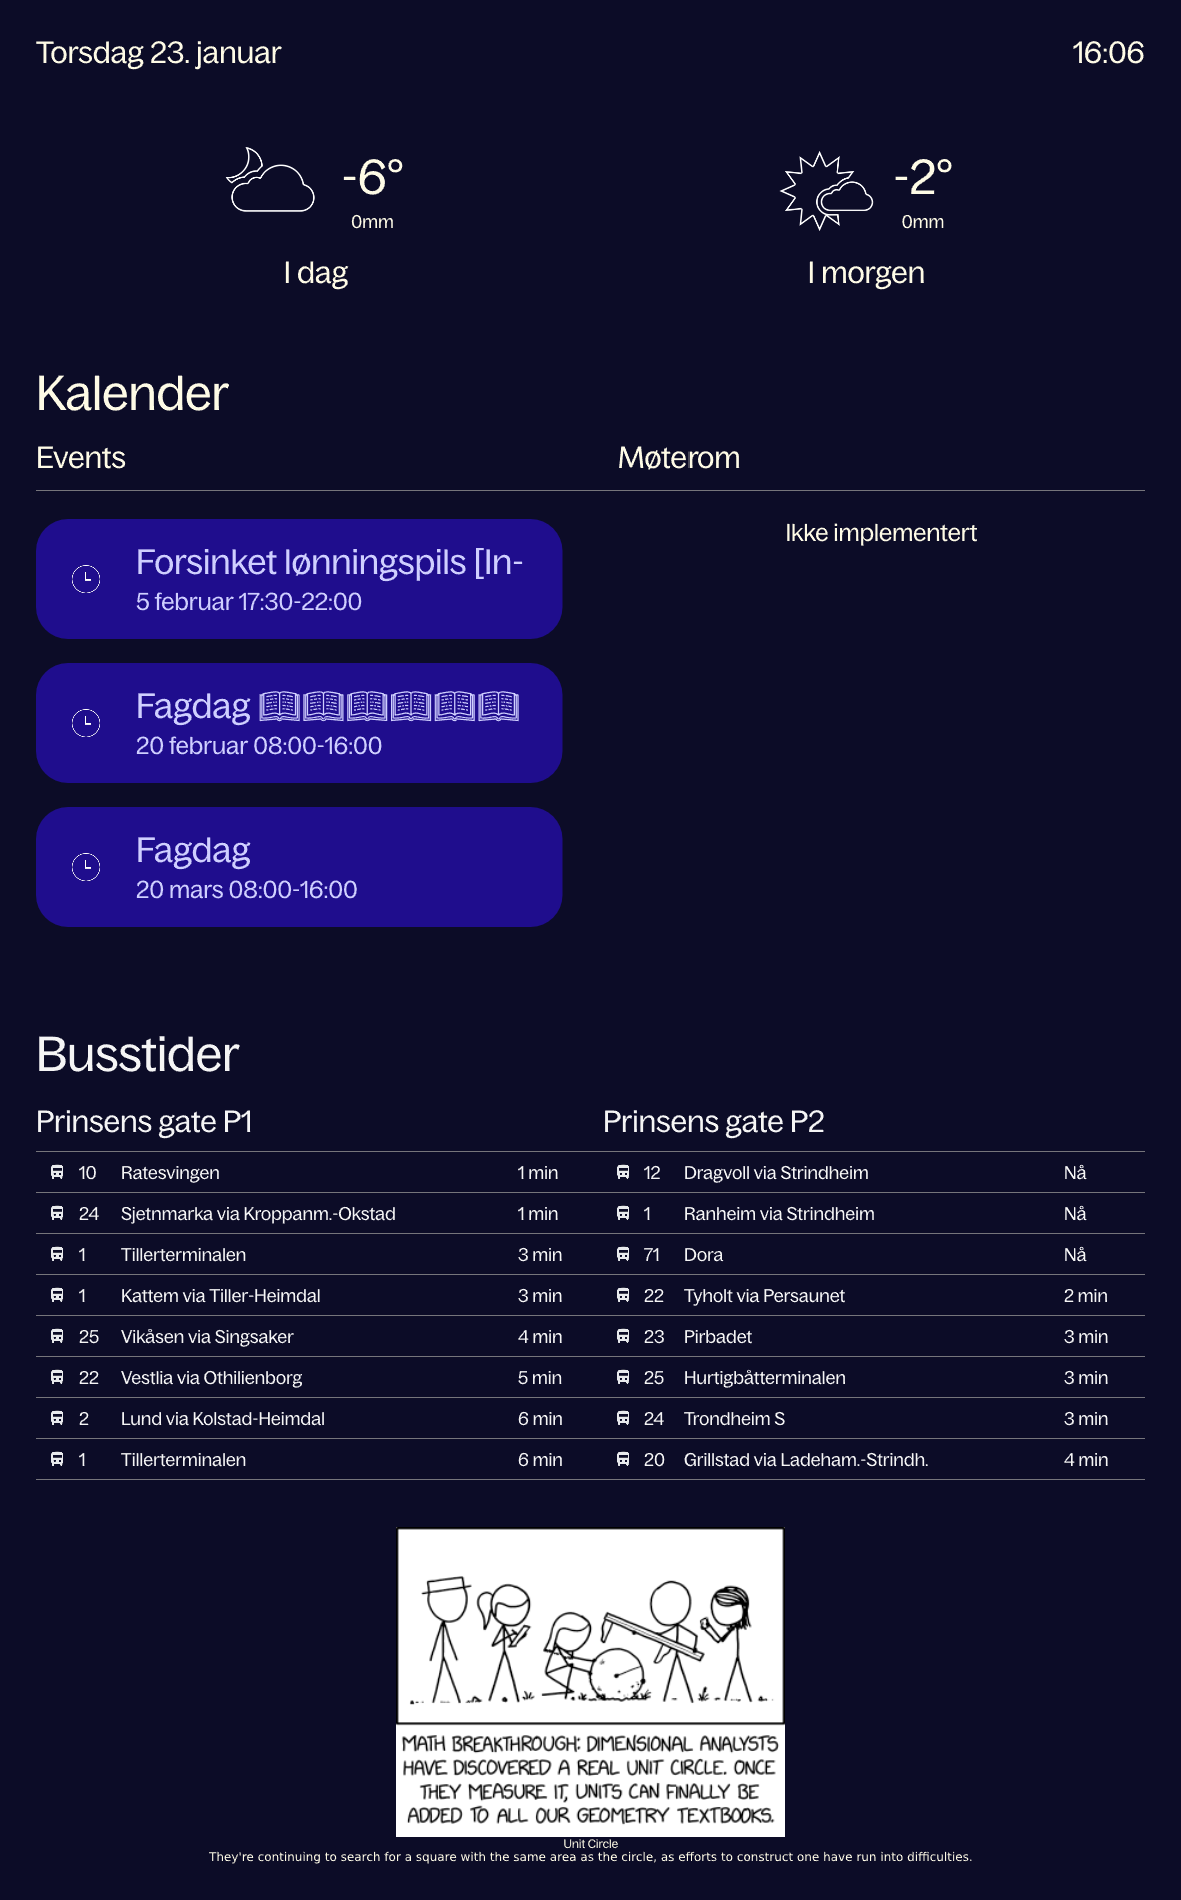 Torsdag 23. januar
16:06
-6°
0mm
I dag
-2°
0mm
I morgen
Kalender
Events
Møterom
Forsinket lønningspils [In-
5 februar 17:30-22:00
Ikke implementert
Fagdag 📖📖📖📖📖📖
20 februar 08:00-16:00
Fagdag
20 mars 08:00-16:00
Busstider
Prinsens gate P1
10 Ratesvingen 1 min
24 Sjetnmarka via Kroppanm.-Okstad 1 min
1 Tillerterminalen 3 min
1 Kattem via Tiller-Heimdal 3 min
25 Vikåsen via Singsaker 4 min
22 Vestlia via Othilienborg 5 min
2 Lund via Kolstad-Heimdal 6 min
1 Tillerterminalen 6 min
Prinsens gate P2
12 Dragvoll via Strindheim Nå
1 Ranheim via Strindheim Nå
71 Dora Nå
22 Tyholt via Persaunet 2 min
23 Pirbadet 3 min
25 Hurtigbåtterminalen 3 min
24 Trondheim S 3 min
20 Grillstad via Ladeham.-Strindh. 4 min
MATH BREAKTHROUGH: DIMENSIONAL ANALYSTS
HAVE DISCOVERED A REAL UNIT CIRCLE. ONCE
THEY MEASURE IT, UNITS CAN FINALLY BE
ADDED TO ALL OUR GEOMETRY TEXTBOOKS.
Unit Circle
They're continuing to search for a square with the same area as the circle, as efforts to construct one have run into difficulties.